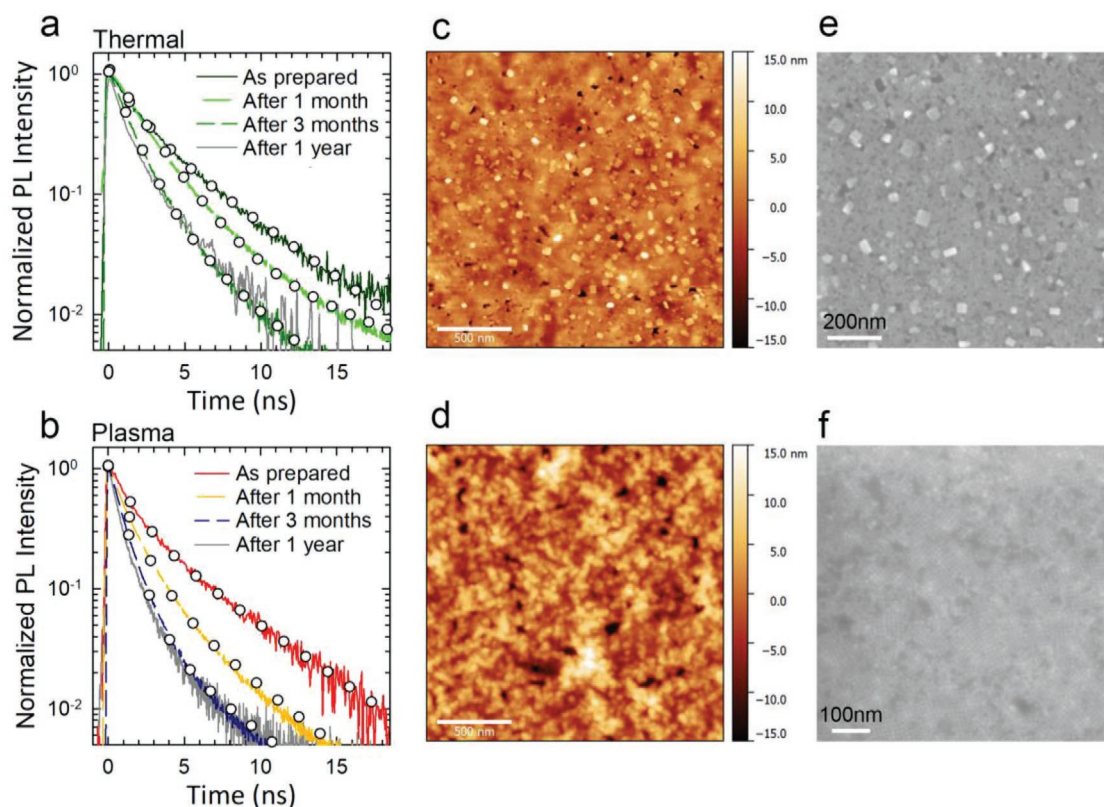 a
Thermal
As prepared
After 1 month
After 3 months
After 1 year
10⁰
10⁻¹
10⁻²
Normalized PL Intensity
0 5 10 15
Time (ns)
c
500 nm
15.0 nm
10.0
5.0
0.0
−5.0
−10.0
−15.0
e
200nm
b
Plasma
As prepared
After 1 month
After 3 months
After 1 year
10⁰
10⁻¹
10⁻²
Normalized PL Intensity
0 5 10 15
Time (ns)
d
500 nm
15.0 nm
10.0
5.0
0.0
−5.0
−10.0
−15.0
f
100nm